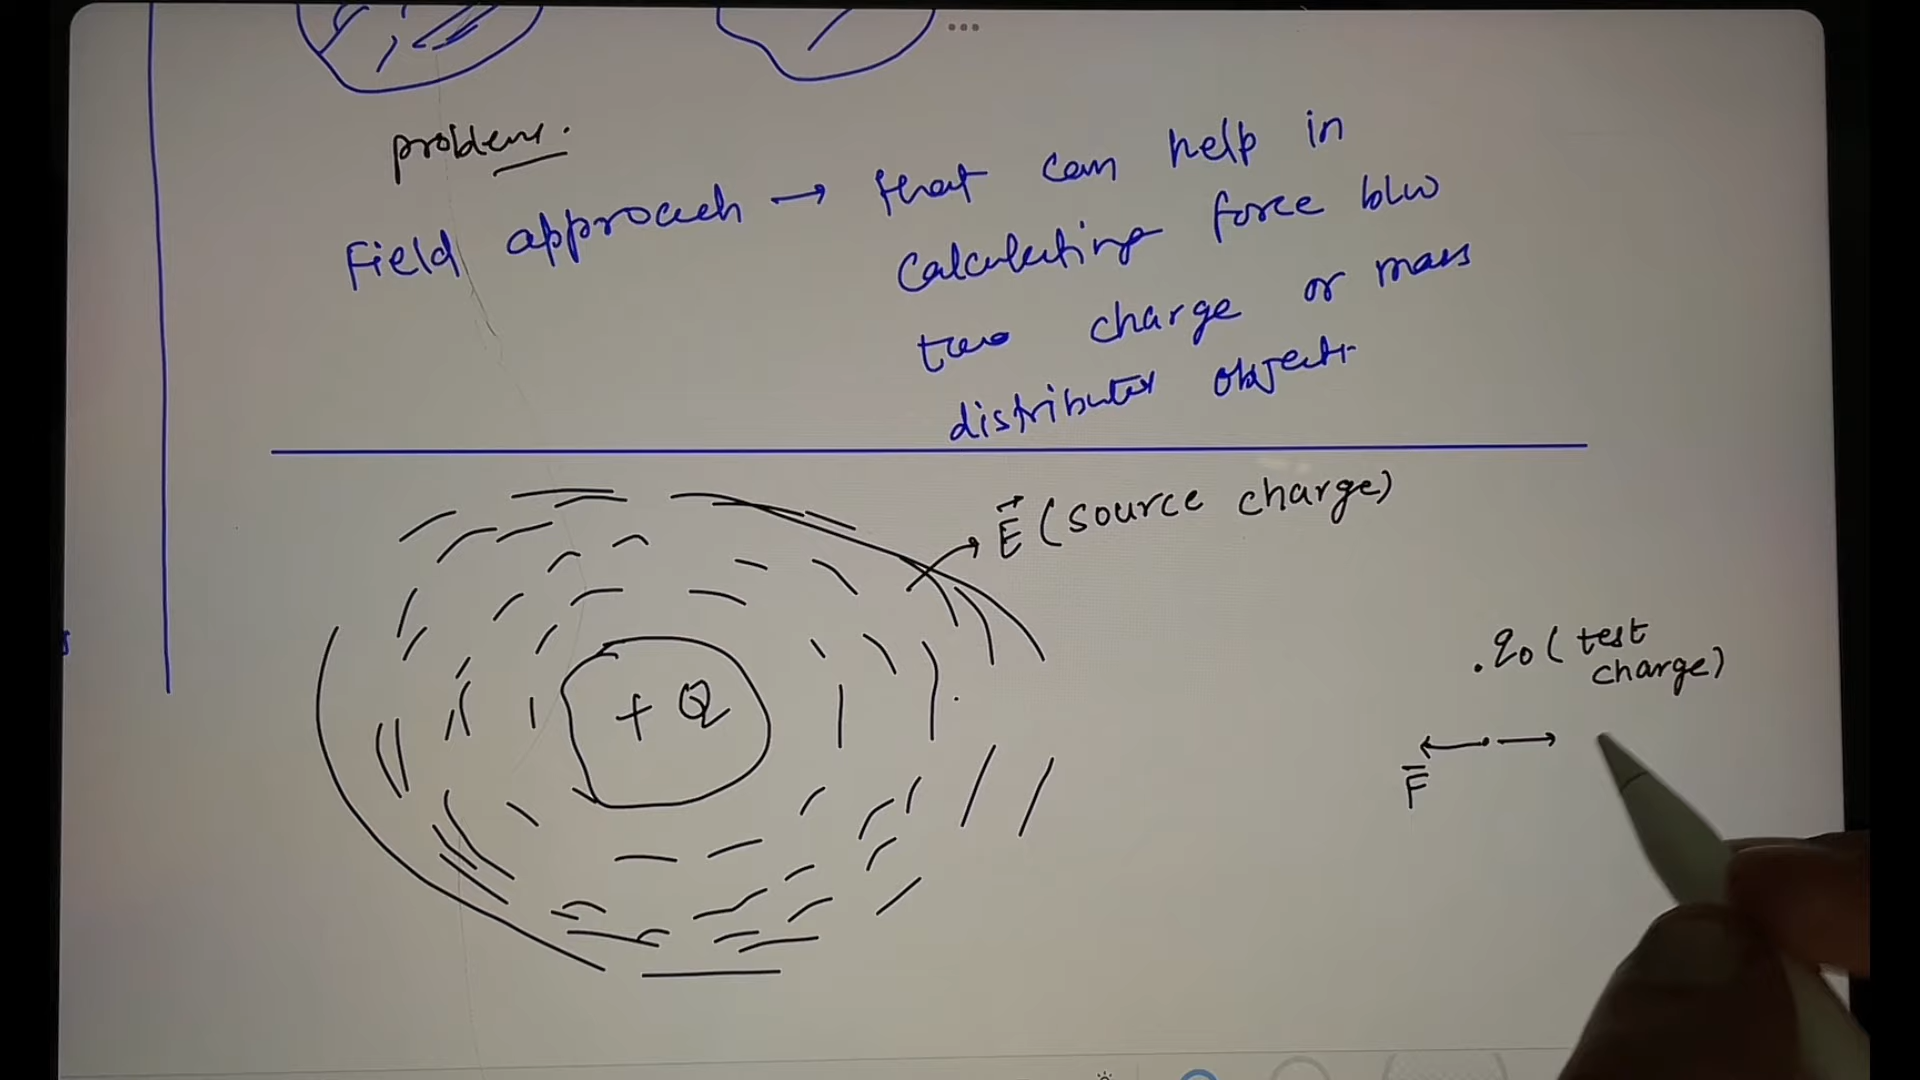 problem.
Field approach → that can help in
calculating force b/w
two charge or mass
distributed object.
E (source charge)
+ Q
. q0 (test
charge)
F